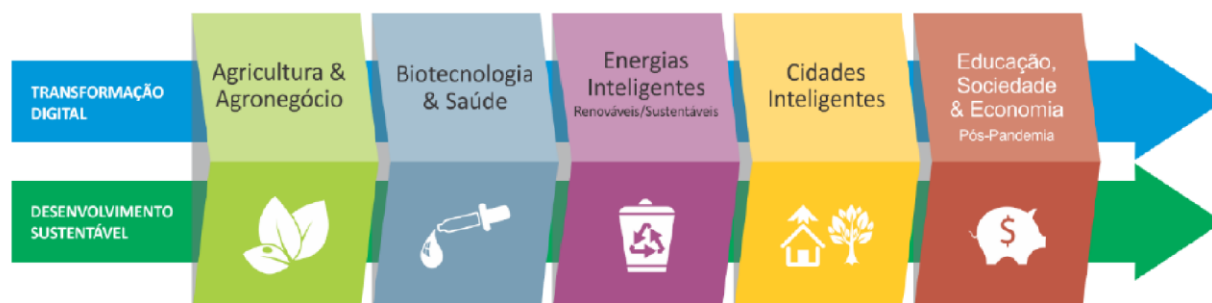 TRANSFORMAÇÃO
DIGITAL
Agricultura &
Agronegócio
Biotecnologia
& Saúde
Energias
Inteligentes
Renováveis/Sustentáveis
Cidades
Inteligentes
Educação,
Sociedade
& Economia
Pós-Pandemia
DESENVOLVIMENTO
SUSTENTÁVEL
$